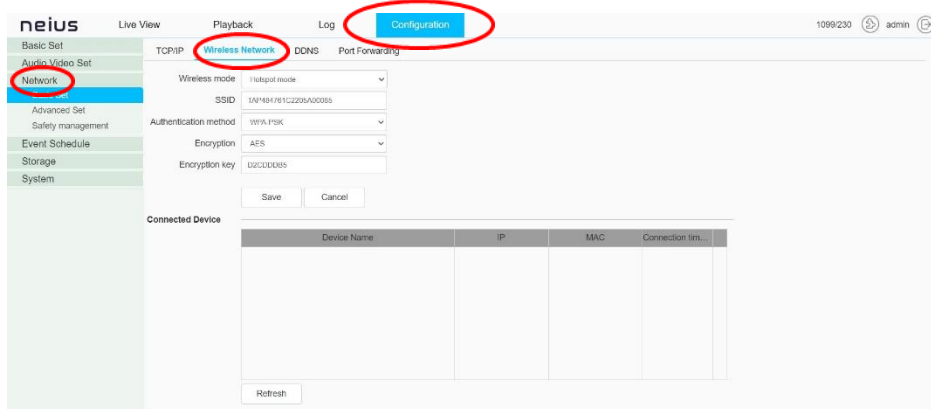 neius Live View Playback Log Configuration 1099/230 admin
Basic Set
Audio Video Set
Network
Advanced Set
Safety management
Event Schedule
Storage
System
TCP/IP Wireless Network DDNS Port Forwarding
Wireless mode Hotspot mode
SSID
Authentication method WPA-PSK
Encryption AES
Encryption key D2CDDDB5
Save Cancel
Connected Device
Device Name IP MAC Connection tim...
Refresh